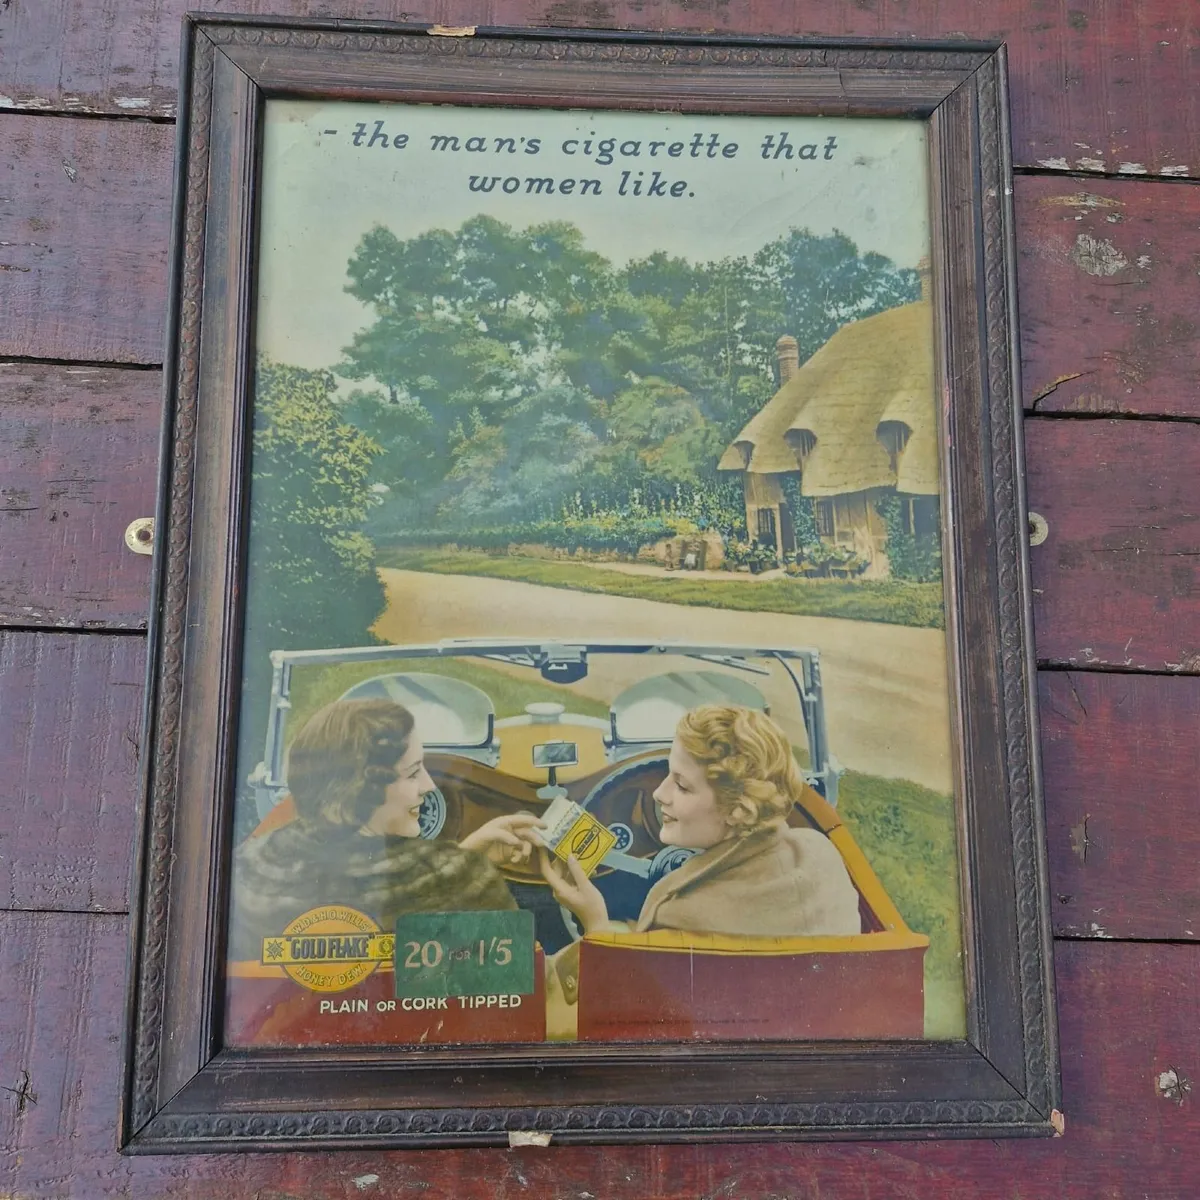 - the man's cigarette that
women like.
W.D. & H.O. WILLS'
"GOLD FLAKE"
HONEY DEW
20 FOR 1/5
PLAIN OR CORK TIPPED